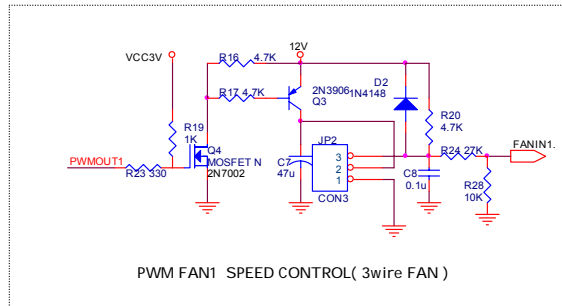 12V
VCC3V
R16 4.7K
2N3906
D2
1N4148
R17 4.7K
Q3
R20
4.7K
R19
1K
Q4
MOSFET N
2N7002
JP2
PWMOUT1
R23 330
C7
47u
3
2
1
CON3
R24 27K
FANIN1.
C8
0.1u
R28
10K
PWM FAN1 SPEED CONTROL( 3wire FAN )